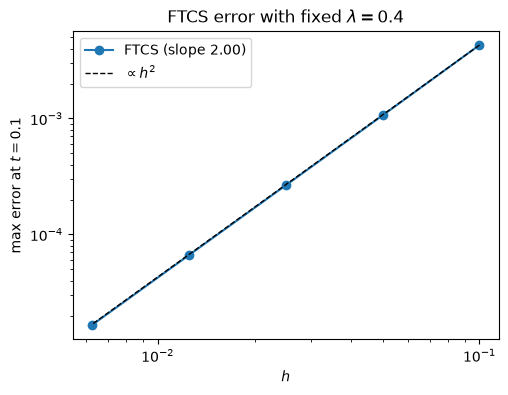 FTCS error with fixed λ = 0.4
FTCS (slope 2.00)
∝ h²
max error at t = 0.1
10⁻³
10⁻⁴
10⁻²
10⁻¹
h